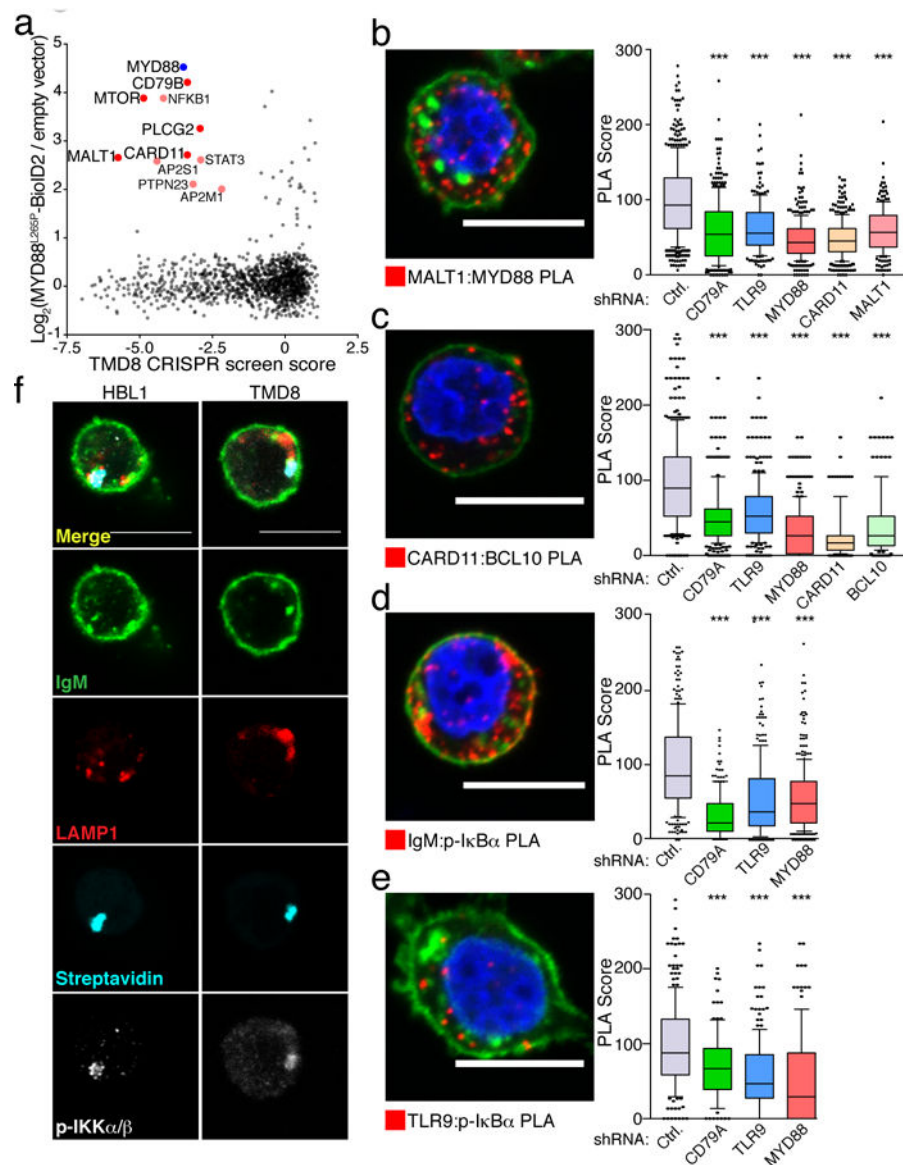 a
Log2(MYD88L265P-BioID2 / empty vector)
5
4
3
2
1
0
-1
-7.5 -5.0 -2.5 0 2.5
TMD8 CRISPR screen score
MYD88
CD79B
MTOR NFKB1
PLCG2
MALT1 CARD11 STAT3
AP2S1
PTPN23
AP2M1
b
MALT1:MYD88 PLA
PLA Score
300
200
100
0
*** *** *** *** ***
shRNA: Ctrl. CD79A TLR9 MYD88 CARD11 MALT1
c
CARD11:BCL10 PLA
PLA Score
300
200
100
0
*** *** *** *** ***
shRNA: Ctrl. CD79A TLR9 MYD88 CARD11 BCL10
d
IgM:p-IκBα PLA
PLA Score
300
200
100
0
*** *** ***
shRNA: Ctrl. CD79A TLR9 MYD88
e
TLR9:p-IκBα PLA
PLA Score
300
200
100
0
*** *** ***
shRNA: Ctrl. CD79A TLR9 MYD88
f
HBL1 TMD8
Merge
IgM
LAMP1
Streptavidin
p-IKKα/β